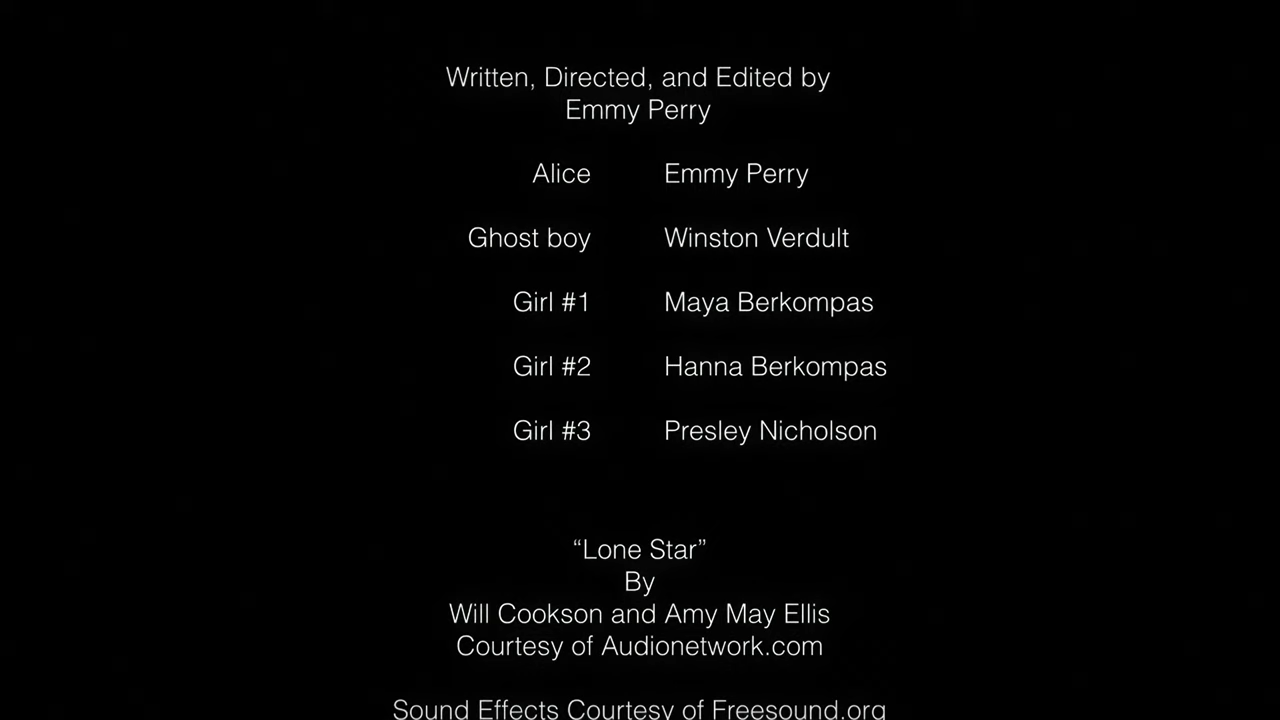 Written, Directed, and Edited by
Emmy Perry
Alice Emmy Perry
Ghost boy Winston Verdult
Girl #1 Maya Berkompas
Girl #2 Hanna Berkompas
Girl #3 Presley Nicholson
“Lone Star”
By
Will Cookson and Amy May Ellis
Courtesy of Audionetwork.com
Sound Effects Courtesy of Freesound.org